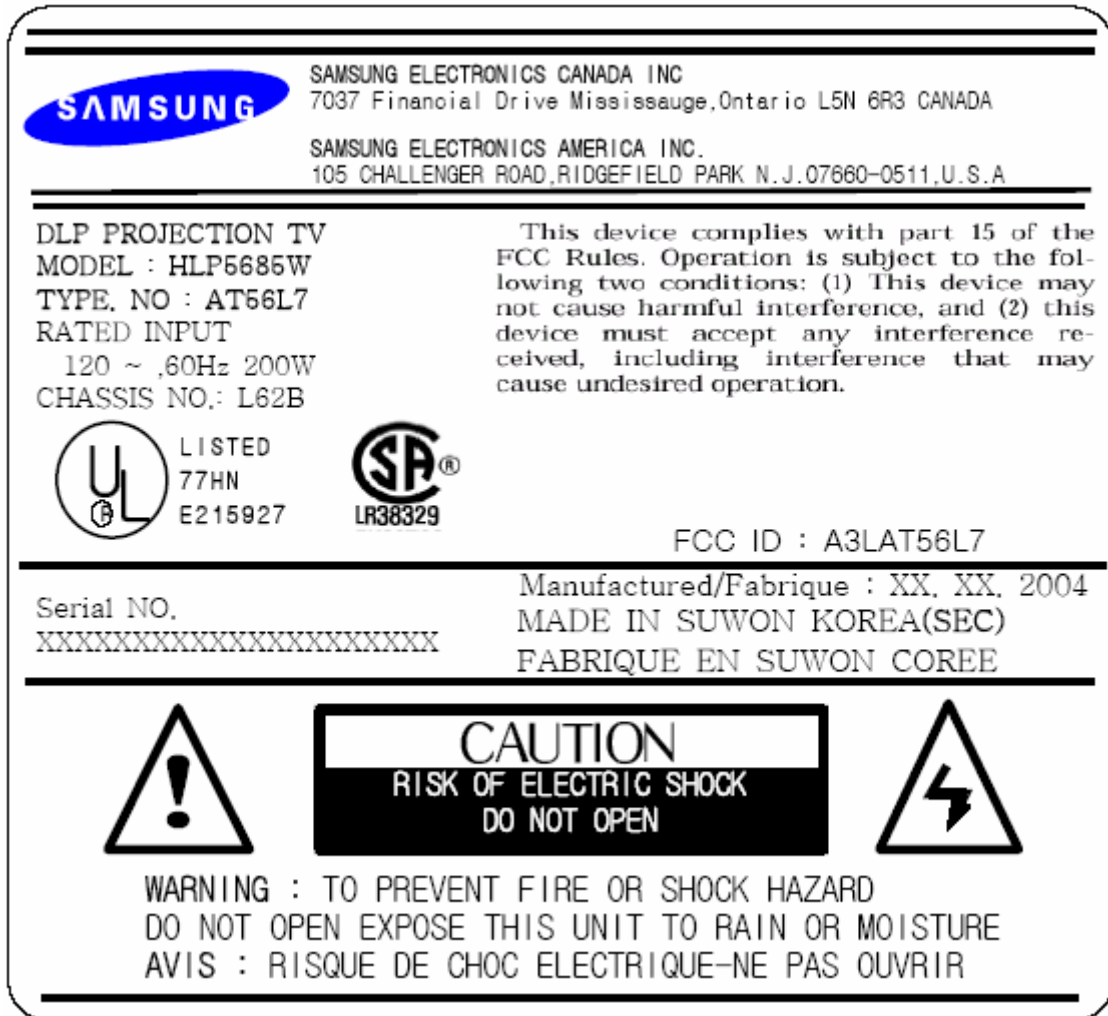 SAMSUNG
SAMSUNG ELECTRONICS CANADA INC
7037 Financial Drive Mississauge,Ontario L5N 6R3 CANADA
SAMSUNG ELECTRONICS AMERICA INC.
105 CHALLENGER ROAD,RIDGEFIELD PARK N.J.07660-0511,U.S.A
DLP PROJECTION TV
MODEL : HLP5685W
TYPE. NO : AT56L7
RATED INPUT
120 ~ ,60Hz 200W
CHASSIS NO.: L62B
This device complies with part 15 of the
FCC Rules. Operation is subject to the fol-
lowing two conditions: (1) This device may
not cause harmful interference, and (2) this
device must accept any interference re-
ceived, including interference that may
cause undesired operation.
UL R
LISTED
77HN
E215927
SA ®
LR38329
FCC ID : A3LAT56L7
Serial NO.
XXXXXXXXXXXXXXXXXXXXX
Manufactured/Fabrique : XX. XX. 2004
MADE IN SUWON KOREA(SEC)
FABRIQUE EN SUWON COREE
CAUTION
RISK OF ELECTRIC SHOCK
DO NOT OPEN
WARNING : TO PREVENT FIRE OR SHOCK HAZARD
DO NOT OPEN EXPOSE THIS UNIT TO RAIN OR MOISTURE
AVIS : RISQUE DE CHOC ELECTRIQUE-NE PAS OUVRIR